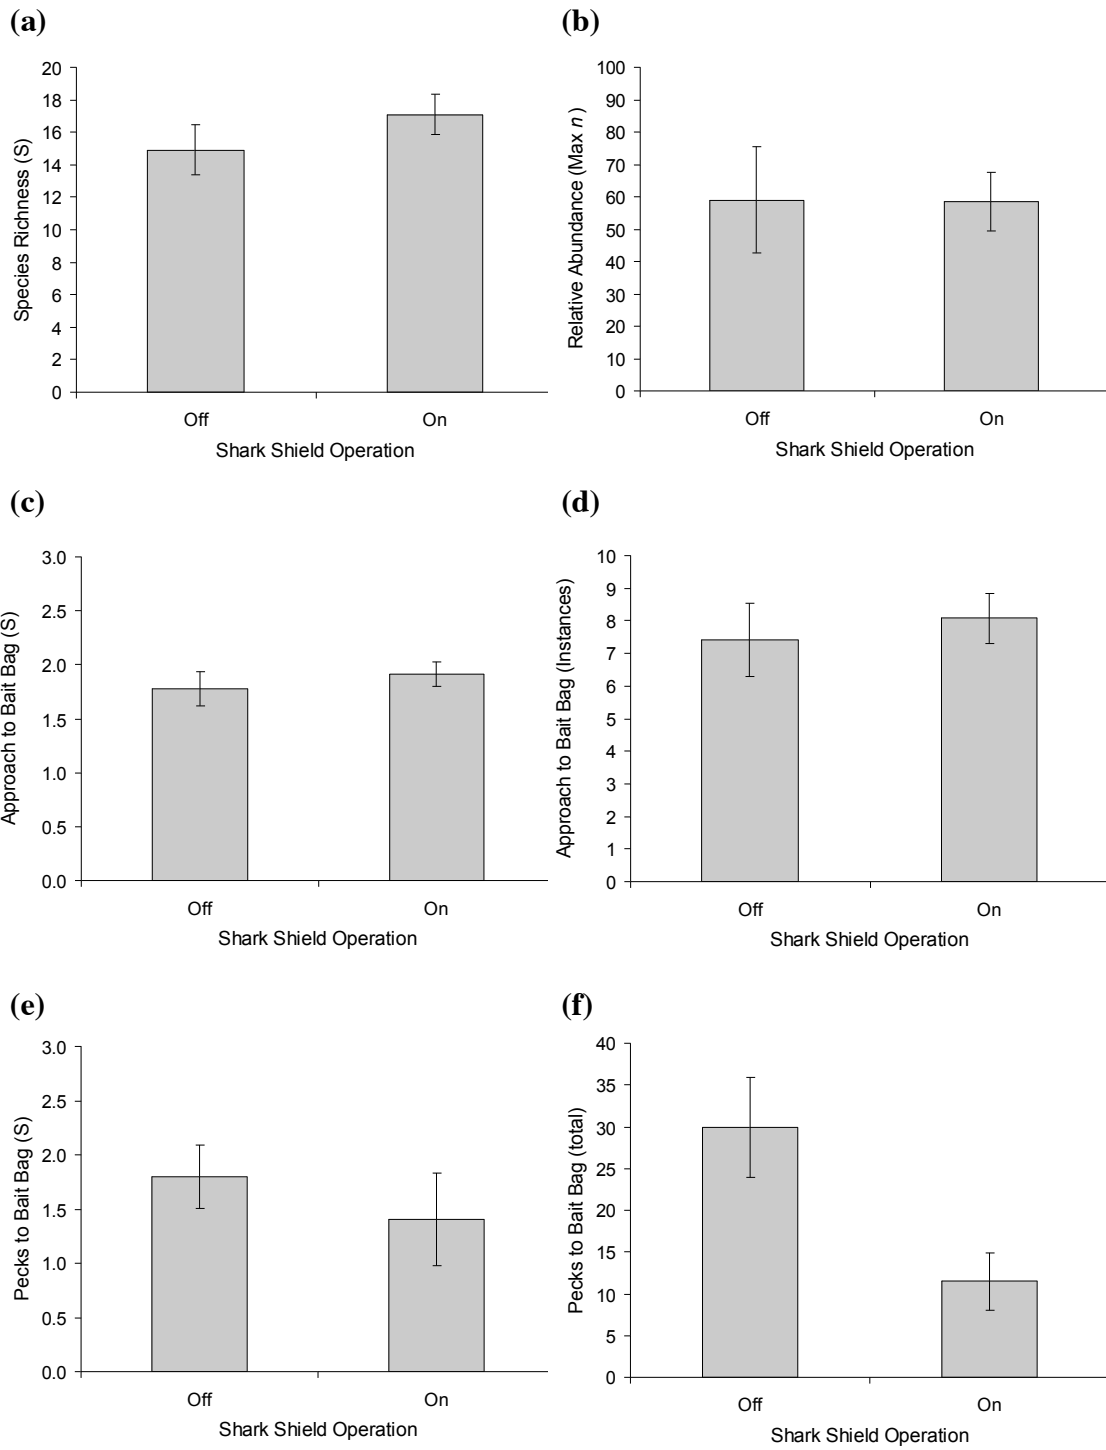 (a)
Species Richness (S)
20
18
16
14
12
10
8
6
4
2
0
Off
On
Shark Shield Operation
(b)
Relative Abundance (Max n)
100
90
80
70
60
50
40
30
20
10
0
Off
On
Shark Shield Operation
(c)
Approach to Bait Bag (S)
3.0
2.5
2.0
1.5
1.0
0.5
0.0
Off
On
Shark Shield Operation
(d)
Approach to Bait Bag (Instances)
10
9
8
7
6
5
4
3
2
1
0
Off
On
Shark Shield Operation
(e)
Pecks to Bait Bag (S)
3.0
2.5
2.0
1.5
1.0
0.5
0.0
Off
On
Shark Shield Operation
(f)
Pecks to Bait Bag (total)
40
35
30
25
20
15
10
5
0
Off
On
Shark Shield Operation